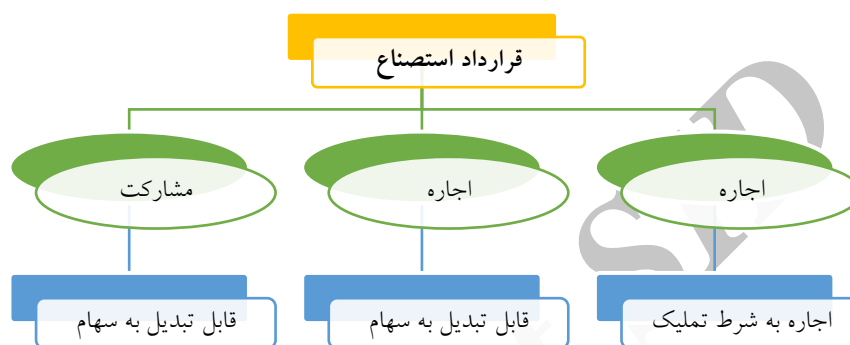 قرارداد استصناع
اجاره
اجاره
مشارکت
اجاره به شرط تملیک
قابل تبدیل به سهام
قابل تبدیل به سهام